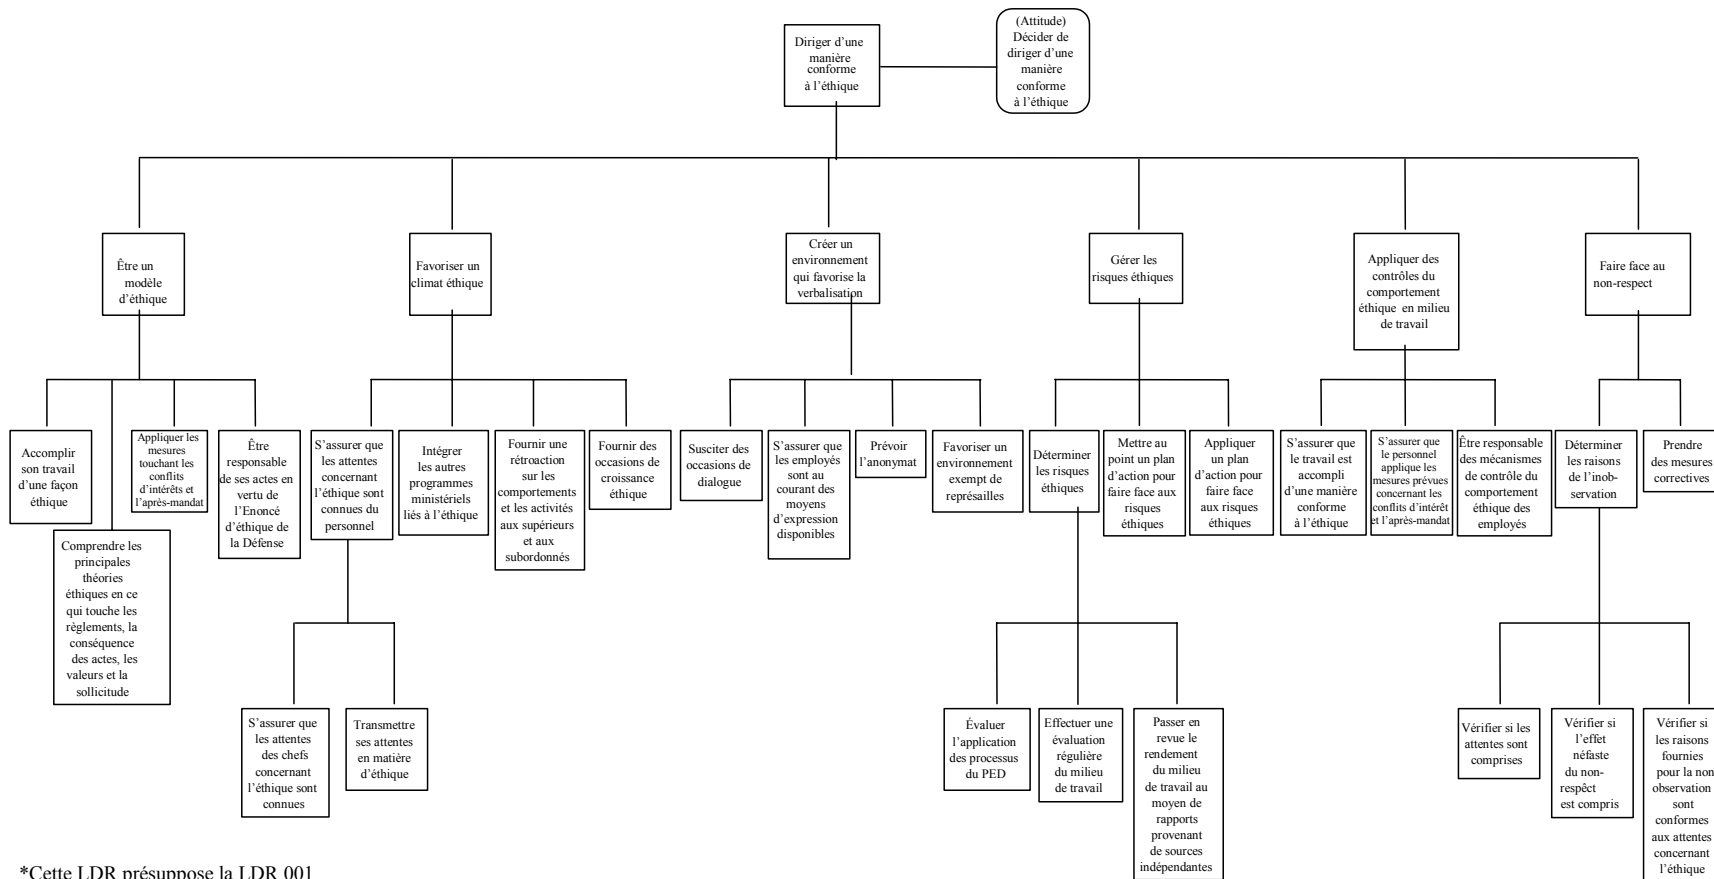 Diriger d'une
manière
conforme
à l'éthique
(Attitude)
Décider de
diriger d'une
manière
conforme
à l'éthique
Être un
modèle
d'éthique
Favoriser un
climat éthique
Créer un
environnement
qui favorise la
verbalisation
Gérer les
risques éthiques
Appliquer des
contrôles du
comportement
éthique en milieu
de travail
Faire face au
non-respect
Accomplir
son travail
d'une façon
éthique
Comprendre les
principales
théories
éthiques en ce
qui touche les
règlements, la
conséquence
des actes, les
valeurs et la
sollicitude
Appliquer les
mesures
touchant les
conflits
d'intérêts et
l'après-mandat
Être
responsable
de ses actes en
vertu de
l'Enoncé
d'éthique de
la Défense
S'assurer que
les attentes
concernant
l'éthique sont
connues du
personnel
Intégrer
les autres
programmes
ministériels
liés à l'éthique
Fournir une
rétroaction
sur les
comportements
et les activités
aux supérieurs
et aux
subordonnés
Fournir des
occasions de
croissance
éthique
Susciter des
occasions de
dialogue
S'assurer que
les employés
sont au
courant des
moyens
d'expression
disponibles
Prévoir
l'anonymat
Favoriser un
environnement
exempt de
représailles
Déterminer
les risques
éthiques
Mettre au
point un plan
d'action pour
faire face aux
risques
éthiques
Appliquer
un plan
d'action pour
faire face
aux risques
éthiques
S'assurer que
le travail est
accompli
d'une manière
conforme
à l'éthique
S'assurer que
le personnel
applique les
mesures prévues
concernant les
conflits d'intérêt
et l'après-mandat
Être responsable
des mécanismes
de contrôle du
comportement
éthique des
employés
Déterminer
les raisons
de l'inob-
servation
Prendre
des mesures
correctives
S'assurer que
les attentes
des chefs
concernant
l'éthique sont
connues
Transmettre
ses attentes
en matière
d'éthique
Évaluer
l'application
des processus
du PED
Effectuer une
évaluation
régulière
du milieu
de travail
Passer en
revue le
rendement
du milieu
de travail au
moyen de
rapports
provenant
de sources
indépendantes
Vérifier si les
attentes sont
comprises
Vérifier si
l'effet
néfaste
du non-
respêct
est compris
Vérifier si
les raisons
fournies
pour la non
observation
sont
conformes
aux attentes
concernant
l'éthique
*Cette LDR présuppose la LDR 001